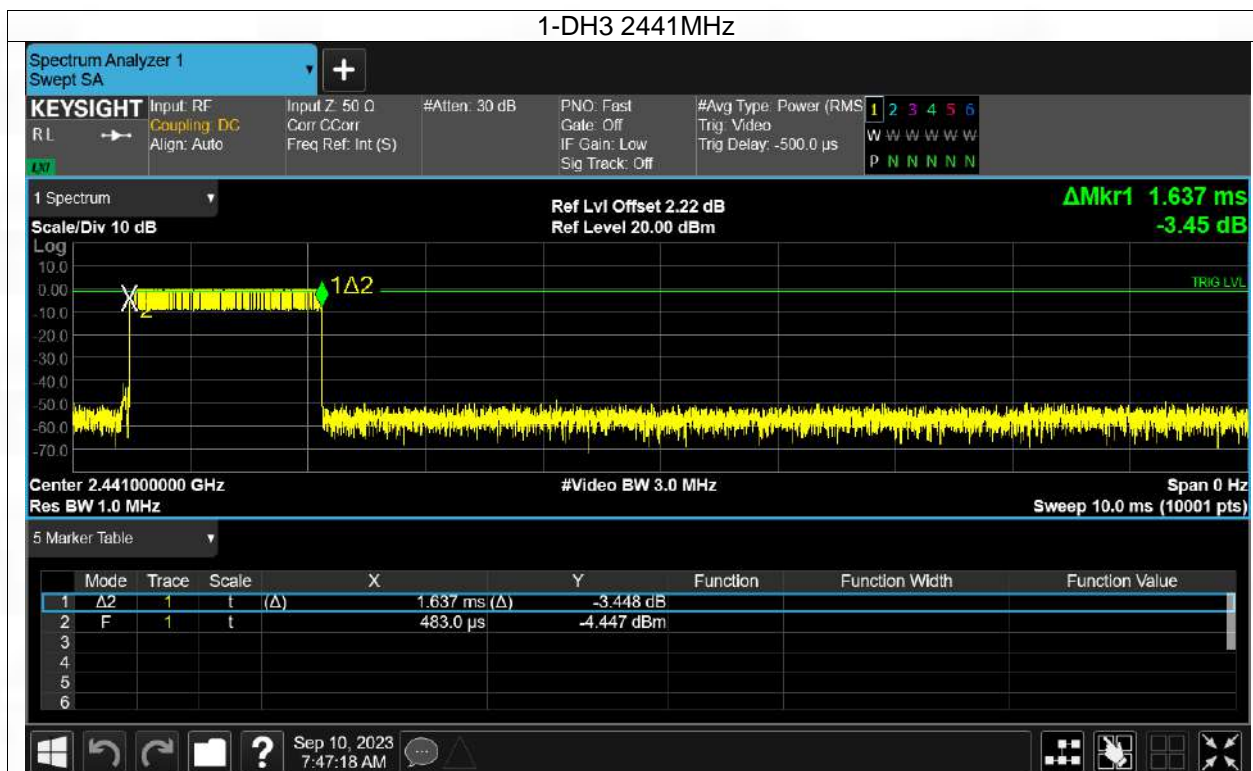 1-DH3 2441MHz
Spectrum Analyzer 1
Swept SA
+
KEYSIGHT Input: RF Input Z: 50 Ω #Atten: 30 dB PNO: Fast #Avg Type: Power (RMS 1 2 3 4 5 6
RL Coupling: DC Corr CCorr Gate: Off Trig: Video W W W W W W
Align: Auto Freq Ref: Int (S) IF Gain: Low Trig Delay: -500.0 µs
LXI Sig Track: Off P N N N N N
1 Spectrum Ref Lvl Offset 2.22 dB ΔMkr1 1.637 ms
Scale/Div 10 dB Ref Level 20.00 dBm -3.45 dB
Log
10.0
0.00 1Δ2 TRIG LVL
-10.0 X 2
-20.0
-30.0
-40.0
-50.0
-60.0
-70.0
Center 2.441000000 GHz #Video BW 3.0 MHz Span 0 Hz
Res BW 1.0 MHz Sweep 10.0 ms (10001 pts)
5 Marker Table
Mode Trace Scale X Y Function Function Width Function Value
1 Δ2 1 t (Δ) 1.637 ms (Δ) -3.448 dB
2 F 1 t 483.0 µs -4.447 dBm
3
4
5
6
? Sep 10, 2023
7:47:18 AM